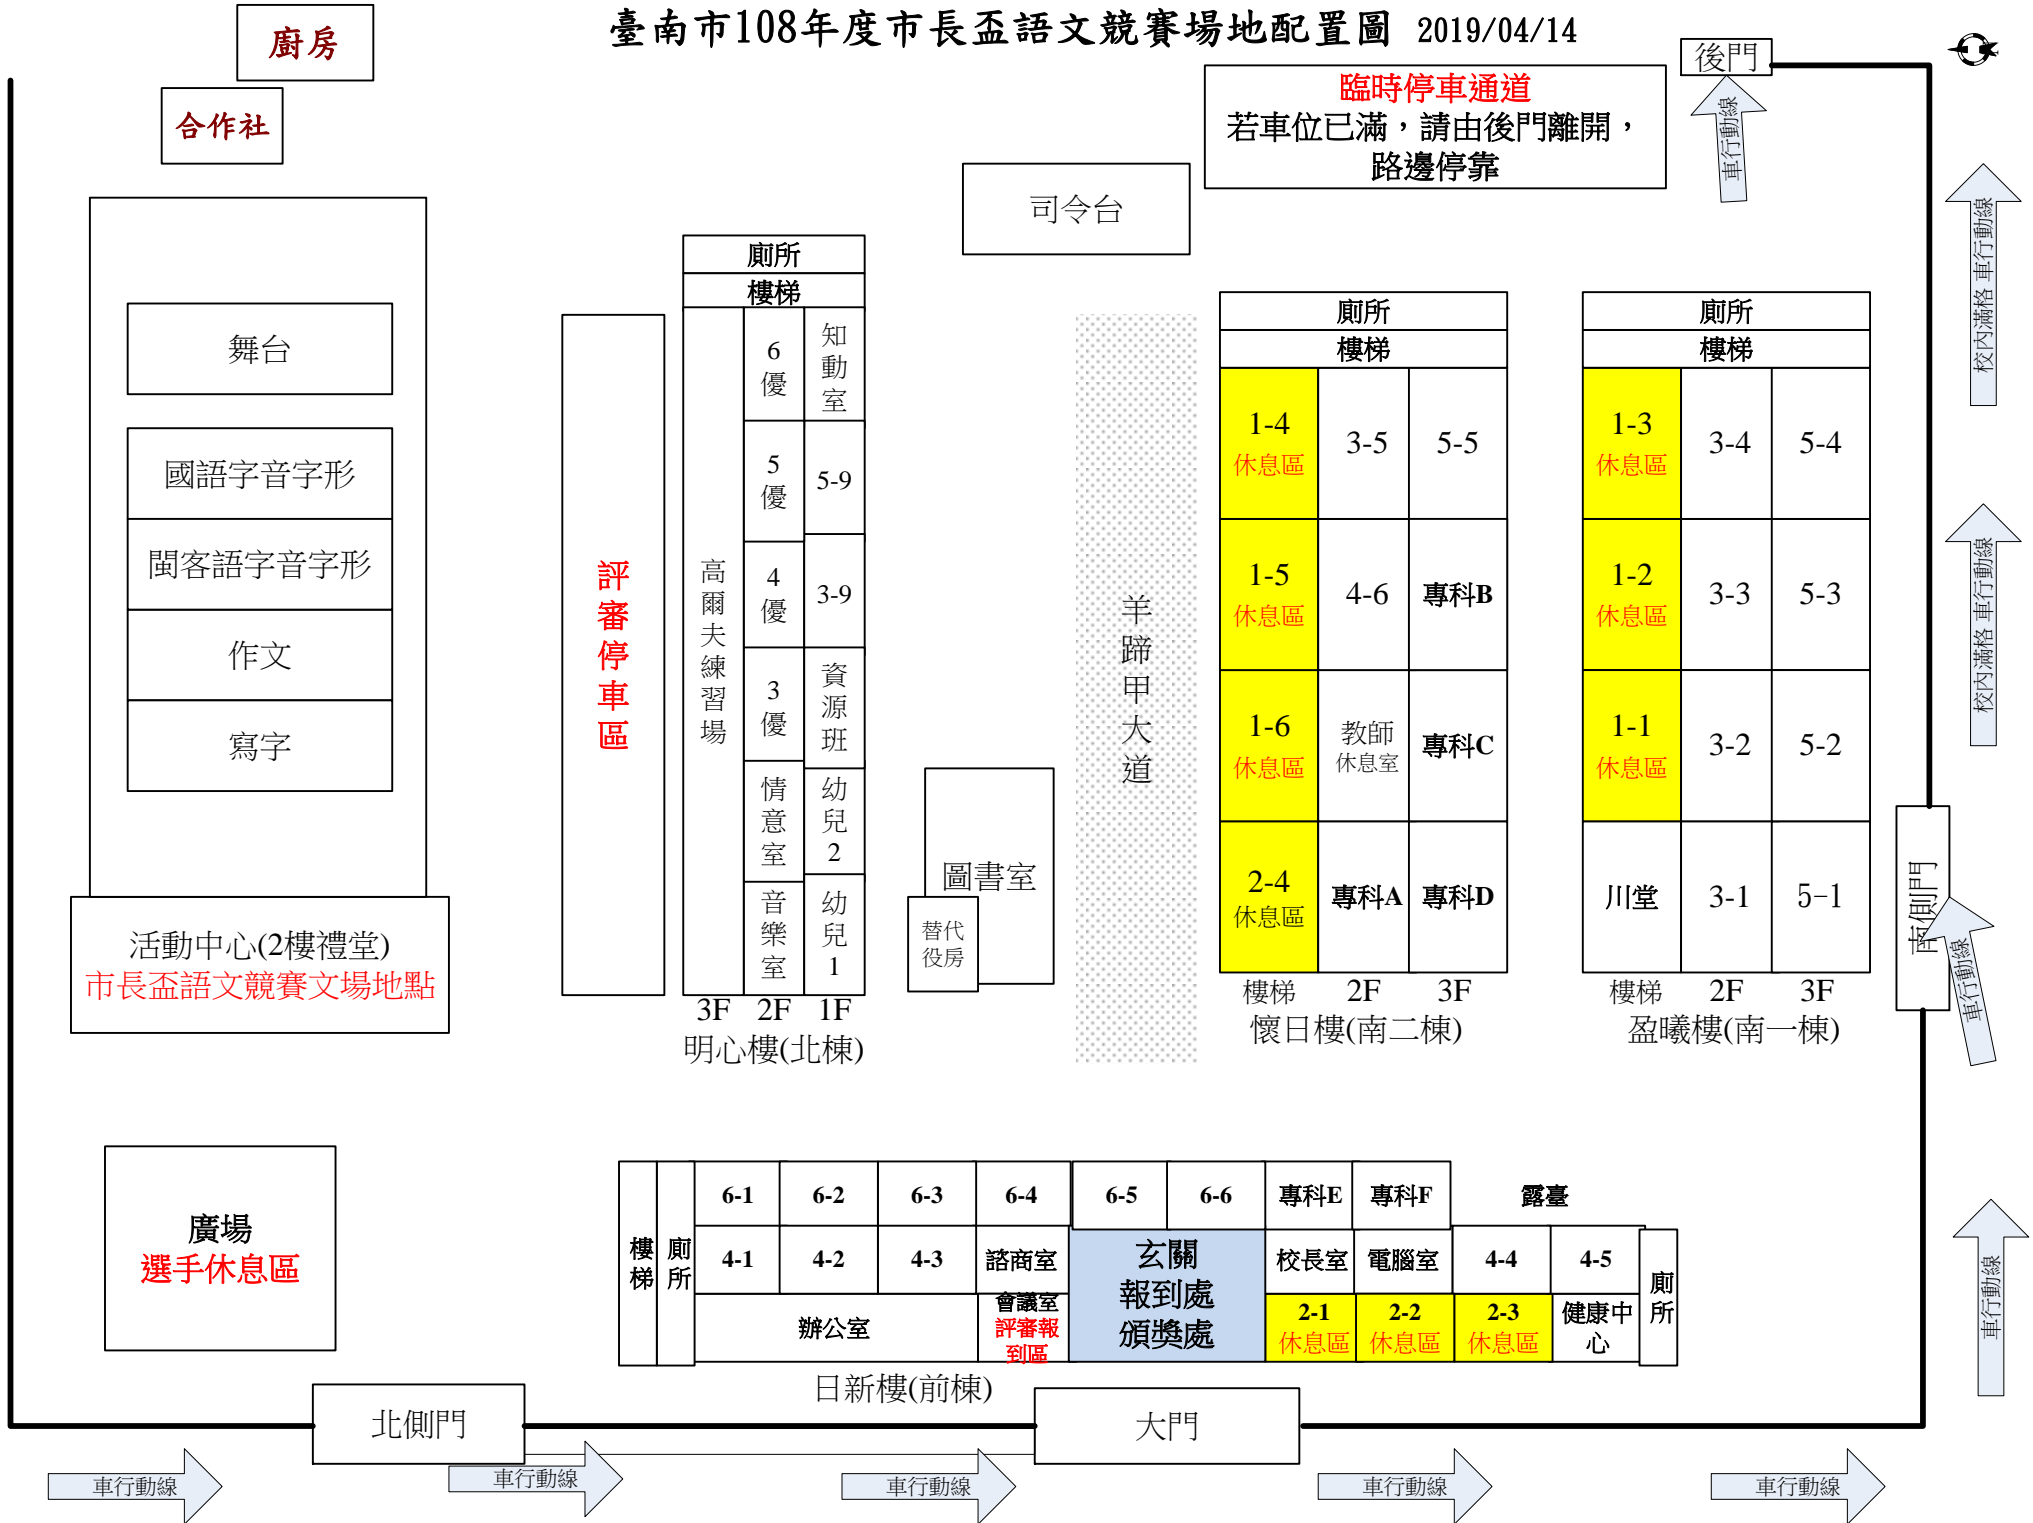 臺南市108年度市長盃語文競賽場地配置圖 2019/04/14
廚房
合作社
後門
臨時停車通道
若車位已滿，請由後門離開，
路邊停靠
車行動線
司令台
校內滿格 車行動線
校內滿格 車行動線
舞台
國語字音字形
閩客語字音字形
作文
寫字
活動中心(2樓禮堂)
市長盃語文競賽文場地點
評審停車區
廁所
樓梯
高爾夫練習場
6優
5優
4優
3優
情意室
音樂室
知動室
5-9
3-9
資源班
幼兒2
幼兒1
3F 2F 1F
明心樓(北棟)
圖書室
替代
役房
羊蹄甲大道
廁所
樓梯
1-4 3-5 5-5
休息區
1-5 4-6 專科B
休息區
1-6 教師 專科C
休息區 休息室
2-4 專科A 專科D
休息區
樓梯 2F 3F
懷日樓(南二棟)
廁所
樓梯
1-3 3-4 5-4
休息區
1-2 3-3 5-3
休息區
1-1 3-2 5-2
休息區
川堂 3-1 5-1
樓梯 2F 3F
盈曦樓(南一棟)
南側門
車行動線
廣場
選手休息區
樓梯
廁所
6-1 6-2 6-3 6-4 6-5 6-6 專科E 專科F 露臺
4-1 4-2 4-3 諮商室 校長室 電腦室 4-4 4-5
玄關
報到處
頒獎處
辦公室
會議室
評審報
到區
2-1 2-2 2-3
休息區 休息區 休息區
健康中
心
廁所
日新樓(前棟)
車行動線
北側門
大門
車行動線 車行動線 車行動線 車行動線 車行動線